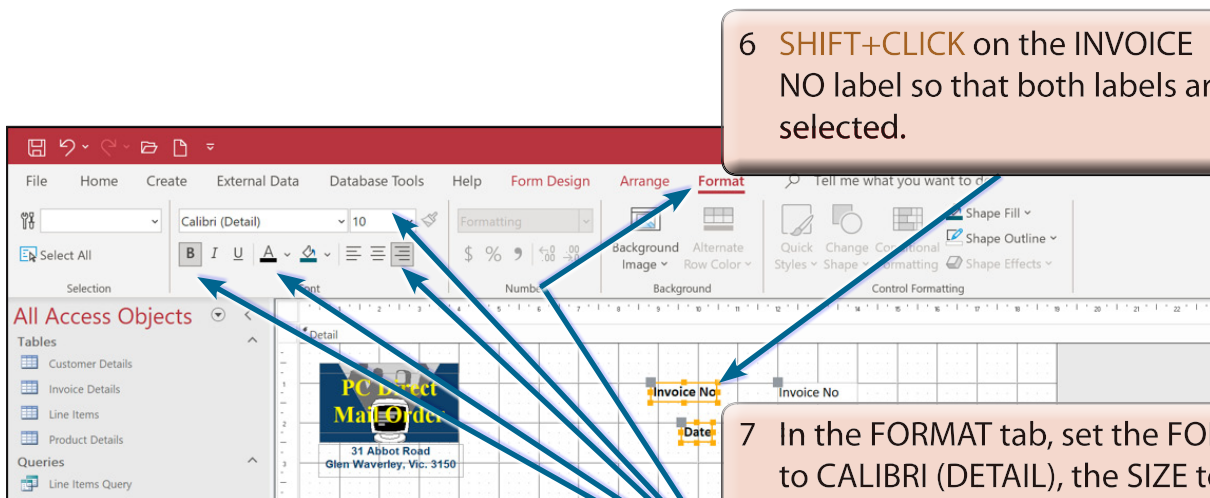 6 SHIFT+CLICK on the INVOICE
NO label so that both labels ar
selected.
File Home Create External Data Database Tools Help Form Design Arrange Format Tell me what you want to d
Calibri (Detail) 10 Formatting
Select All B I U A $ % Background Image Alternate Row Color Quick Styles Change Shape Conditional Formatting Shape Fill
Shape Outline
Shape Effects
Selection Font Number Background Control Formatting
All Access Objects
Detail
Tables
Customer Details
Invoice Details
Line Items
Product Details
Queries
Line Items Query
PC Direct
Mail Order
31 Abbot Road
Glen Waverley, Vic. 3150
Invoice No Invoice No
Date
7 In the FORMAT tab, set the FO
to CALIBRI (DETAIL), the SIZE t